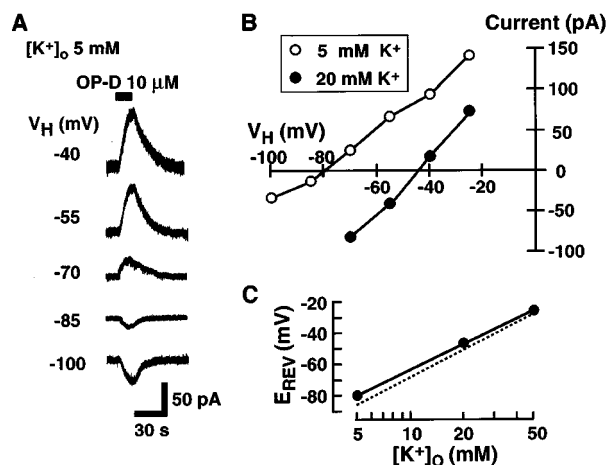 A
[K+]o 5 mM
OP-D 10 μM
VH (mV)
-40
-55
-70
-85
-100
50 pA
30 s
B
Current (pA)
5 mM K+
20 mM K+
VH (mV)
-100
-80
-60
-40
-20
150
100
50
0
-50
-100
C
EREV (mV)
-20
-40
-60
-80
5
10
20
50
[K+]o (mM)